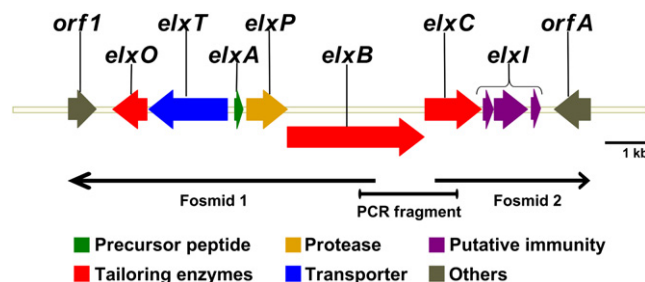 orf1 elxT elxP elxC orfA
elxO elxA elxB elxI
1 kb
Fosmid 1 Fosmid 2
PCR fragment
Precursor peptide Protease Putative immunity
Tailoring enzymes Transporter Others